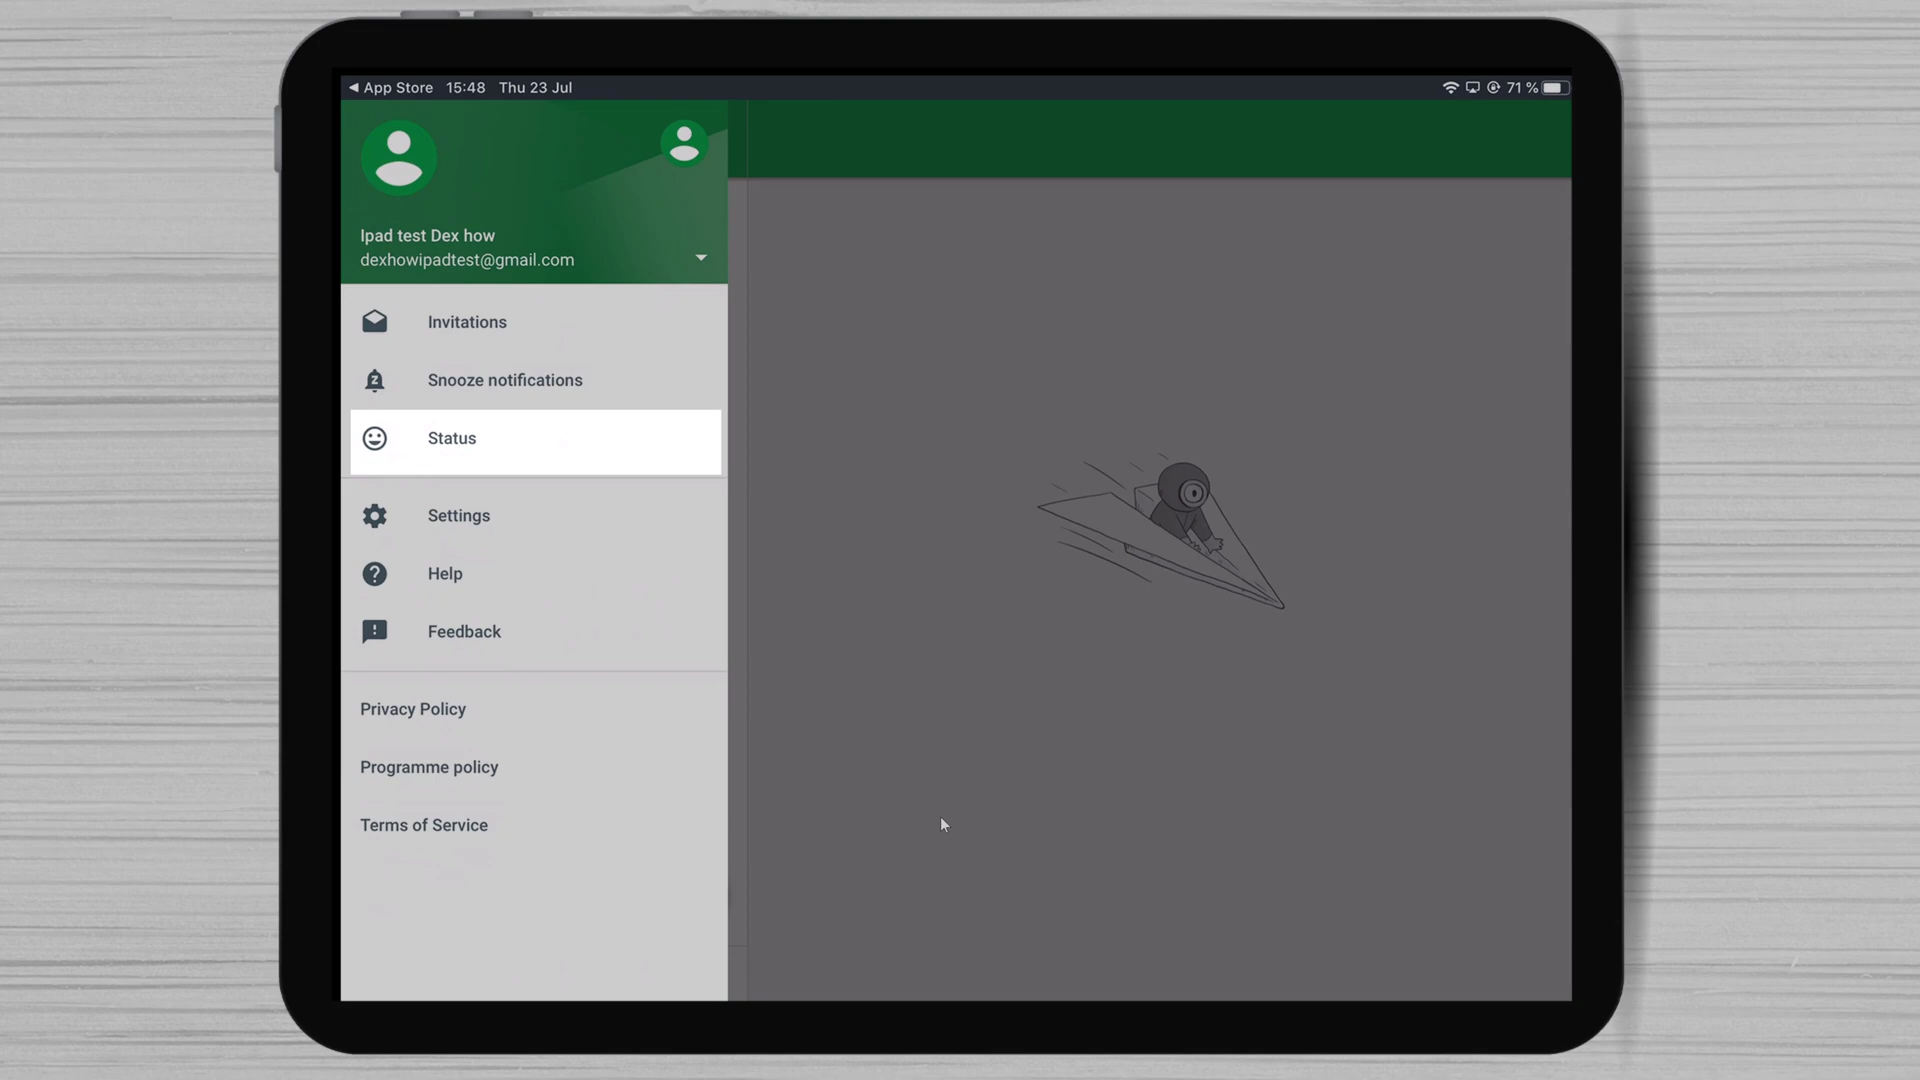 App Store 15:48 Thu 23 Jul 71 %
Ipad test Dex how
dexhowipadtest@gmail.com
Invitations
Snooze notifications
Status
Settings
Help
Feedback
Privacy Policy
Programme policy
Terms of Service